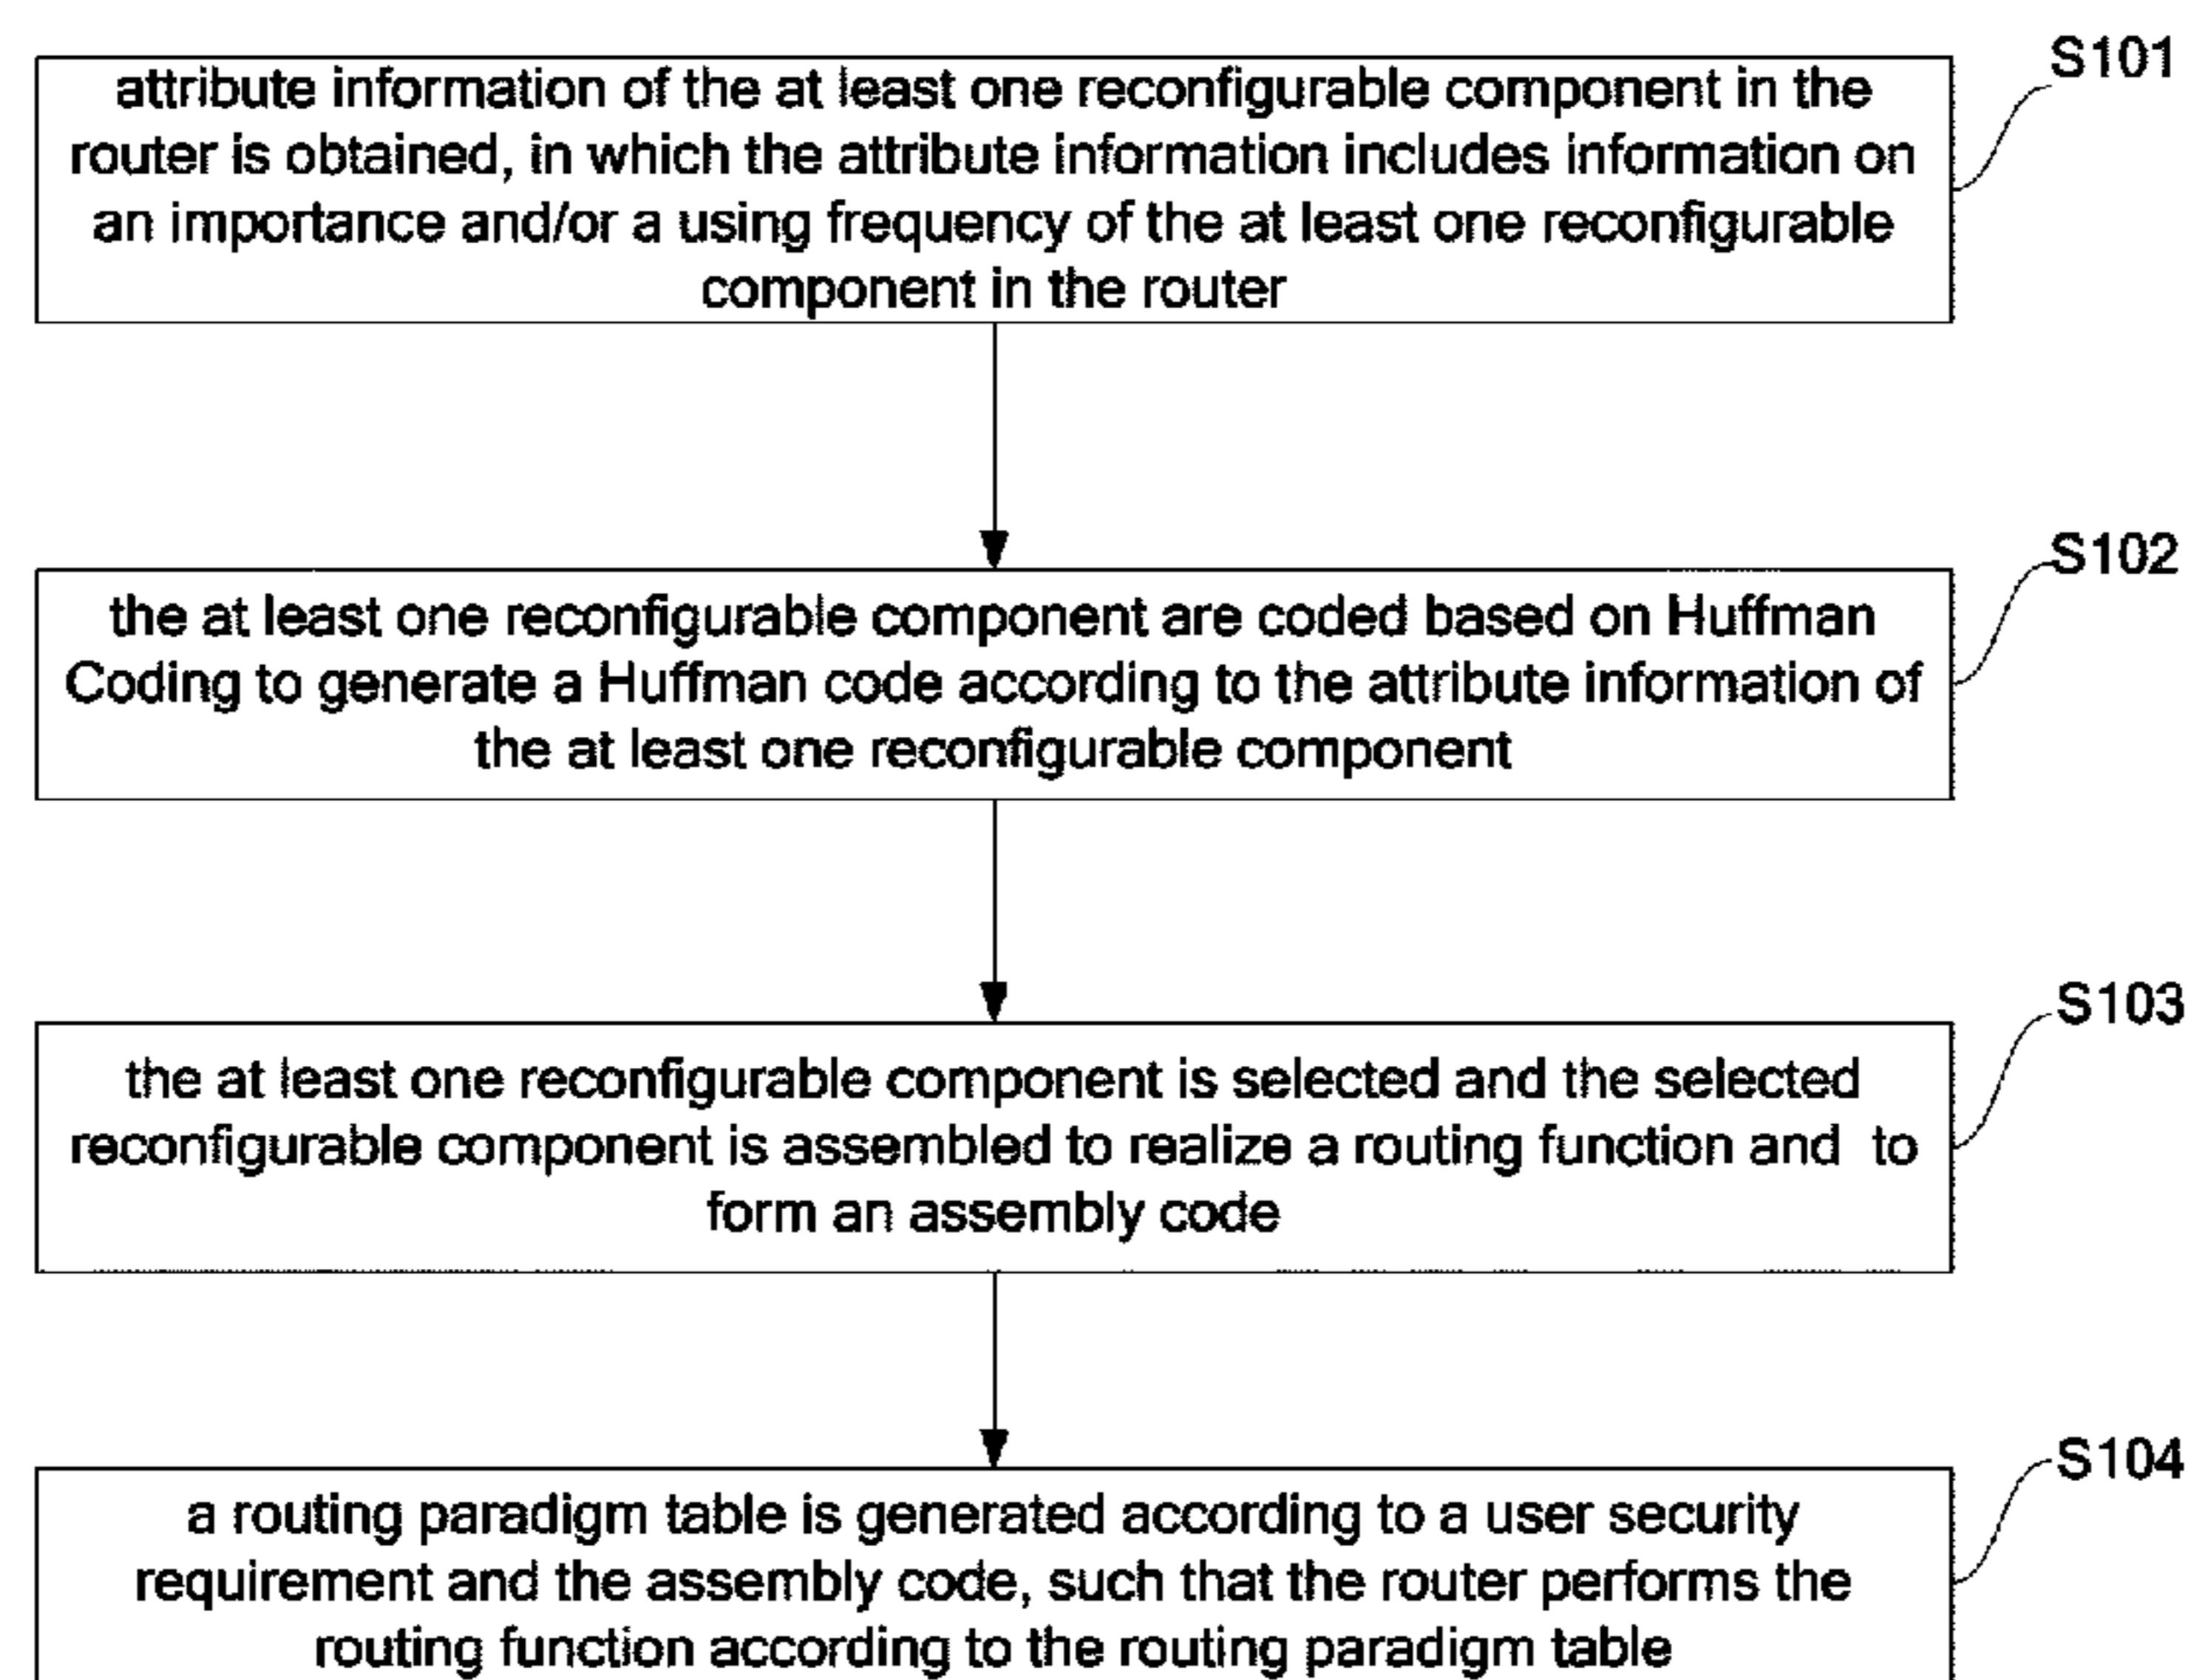 S101
attribute information of the at least one reconfigurable component in the
router is obtained, in which the attribute information includes information on
an importance and/or a using frequency of the at least one reconfigurable
component in the router
S102
the at least one reconfigurable component are coded based on Huffman
Coding to generate a Huffman code according to the attribute information of
the at least one reconfigurable component
S103
the at least one reconfigurable component is selected and the selected
reconfigurable component is assembled to realize a routing function and to
form an assembly code
S104
a routing paradigm table is generated according to a user security
requirement and the assembly code, such that the router performs the
routing function according to the routing paradigm table